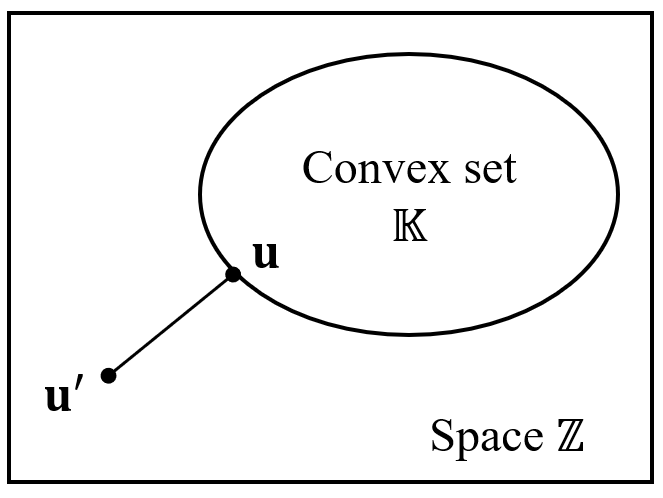 Convex set
𝕂
𝐮
𝐮′
Space ℤ